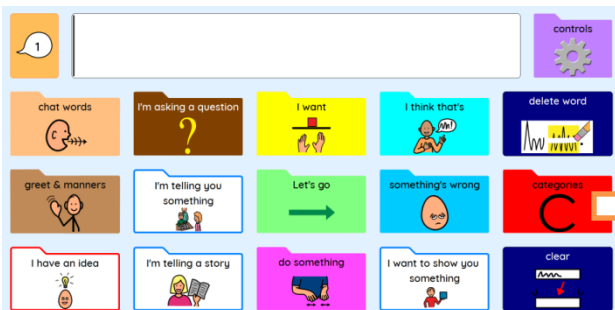 1
controls
chat words
I'm asking a question
?
I want
I think that's
delete word
greet & manners
I'm telling you
something
Let's go
something's wrong
categories
C
I have an idea
I'm telling a story
do something
I want to show you
something
clear